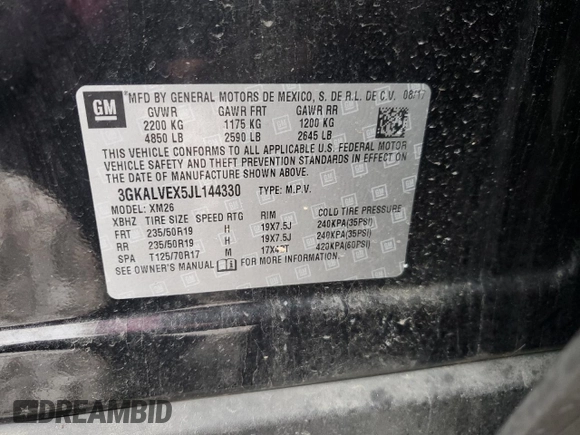 GM
MFD BY GENERAL MOTORS DE MEXICO, S. DE R.L. DE C.V. 08/17
GVWR GAWR FRT GAWR RR
2200 KG 1175 KG 1200 KG
4850 LB 2590 LB 2645 LB
THIS VEHICLE CONFORMS TO ALL APPLICABLE U.S. FEDERAL MOTOR
VEHICLE SAFETY AND THEFT PREVENTION STANDARDS IN EFFECT ON
THE DATE OF MANUFACTURE SHOWN ABOVE.
3GKALVEX5JL144330 TYPE: M.P.V.
MODEL: XM26
XBHZ TIRE SIZE SPEED RTG RIM COLD TIRE PRESSURE
FRT 235/50R19 H 19X7.5J 240KPA(35PSI)
RR 235/50R19 H 19X7.5J 240KPA(35PSI)
SPA T125/70R17 M 420KPA(60PSI)
SEE OWNER'S MANUAL FOR MORE INFORMATION.
DREAMBID